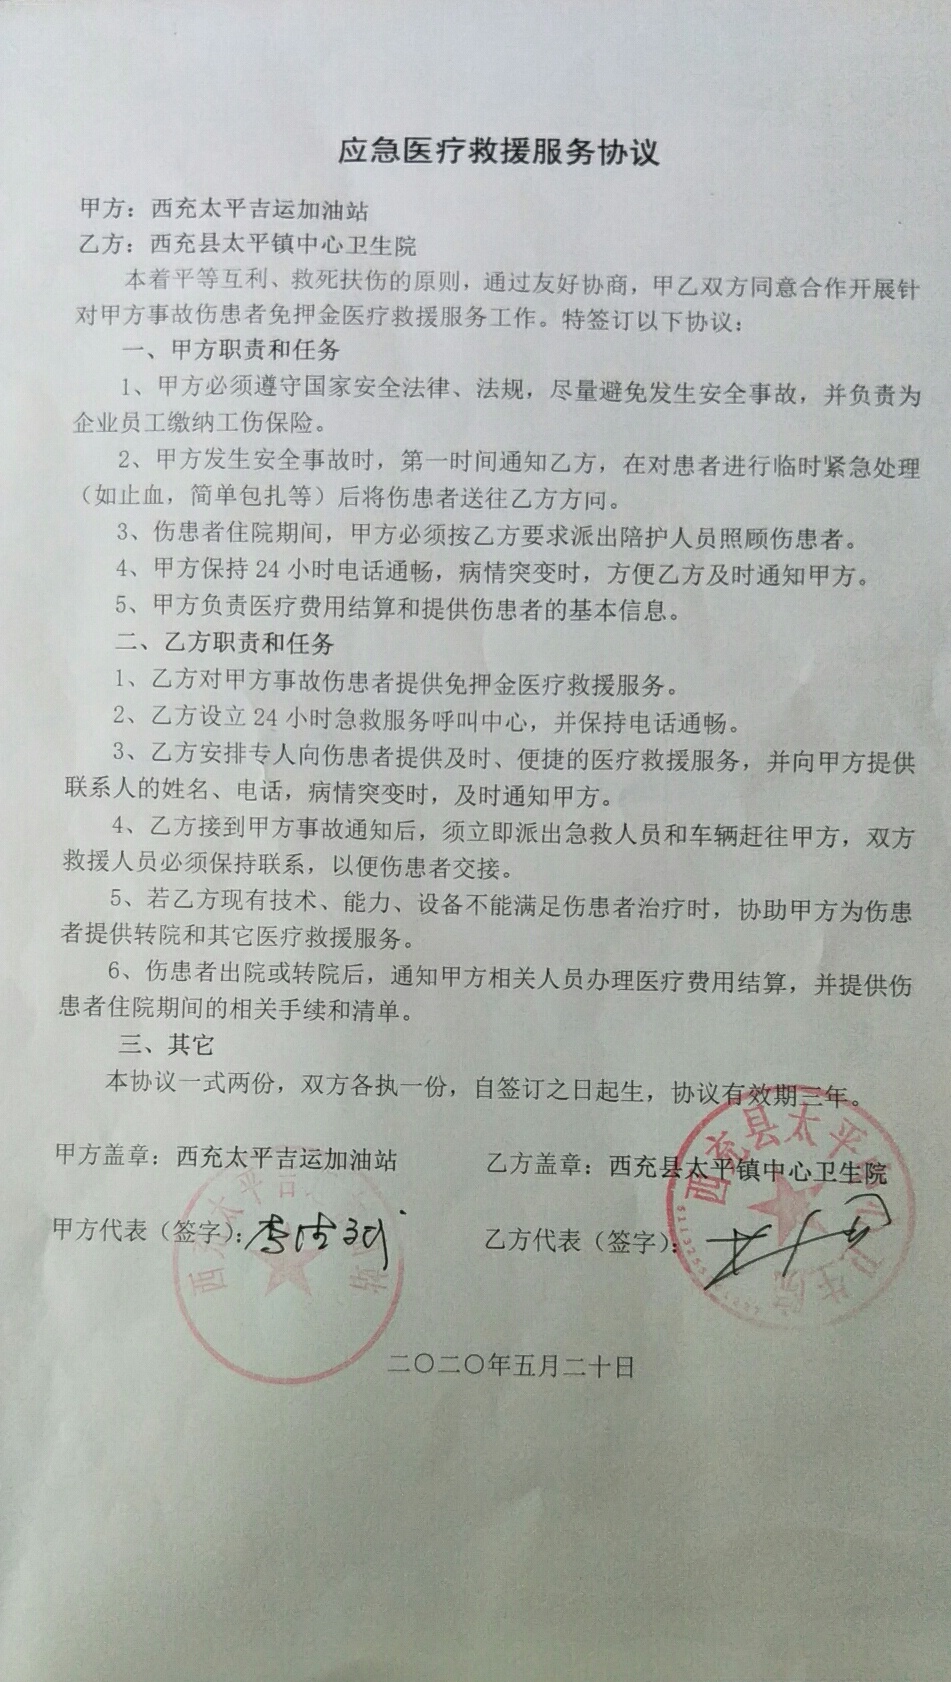 应急医疗救援服务协议
甲方：西充太平吉运加油站
乙方：西充县太平镇中心卫生院
本着平等互利、救死扶伤的原则，通过友好协商，甲乙双方同意合作开展针
对甲方事故伤患者免押金医疗救援服务工作。特签订以下协议：
一、甲方职责和任务
1、甲方必须遵守国家安全法律、法规，尽量避免发生安全事故，并负责为
企业员工缴纳工伤保险。
2、甲方发生安全事故时，第一时间通知乙方，在对患者进行临时紧急处理
（如止血，简单包扎等）后将伤患者送往乙方方问。
3、伤患者住院期间，甲方必须按乙方要求派出陪护人员照顾伤患者。
4、甲方保持24小时电话通畅，病情突变时，方便乙方及时通知甲方。
5、甲方负责医疗费用结算和提供伤患者的基本信息。
二、乙方职责和任务
1、乙方对甲方事故伤患者提供免押金医疗救援服务。
2、乙方设立24小时急救服务呼叫中心，并保持电话通畅。
3、乙方安排专人向伤患者提供及时、便捷的医疗救援服务，并向甲方提供
联系人的姓名、电话，病情突变时，及时通知甲方。
4、乙方接到甲方事故通知后，须立即派出急救人员和车辆赶往甲方，双方
救援人员必须保持联系，以便伤患者交接。
5、若乙方现有技术、能力、设备不能满足伤患者治疗时，协助甲方为伤患
者提供转院和其它医疗救援服务。
6、伤患者出院或转院后，通知甲方相关人员办理医疗费用结算，并提供伤
患者住院期间的相关手续和清单。
三、其它
本协议一式两份，双方各执一份，自签订之日起生，协议有效期三年。
甲方盖章：西充太平吉运加油站 乙方盖章：西充县太平镇中心卫生院
甲方代表（签字）： 乙方代表（签字）：
西充太平吉 站
西充县太平 卫生院
二〇二〇年五月二十日